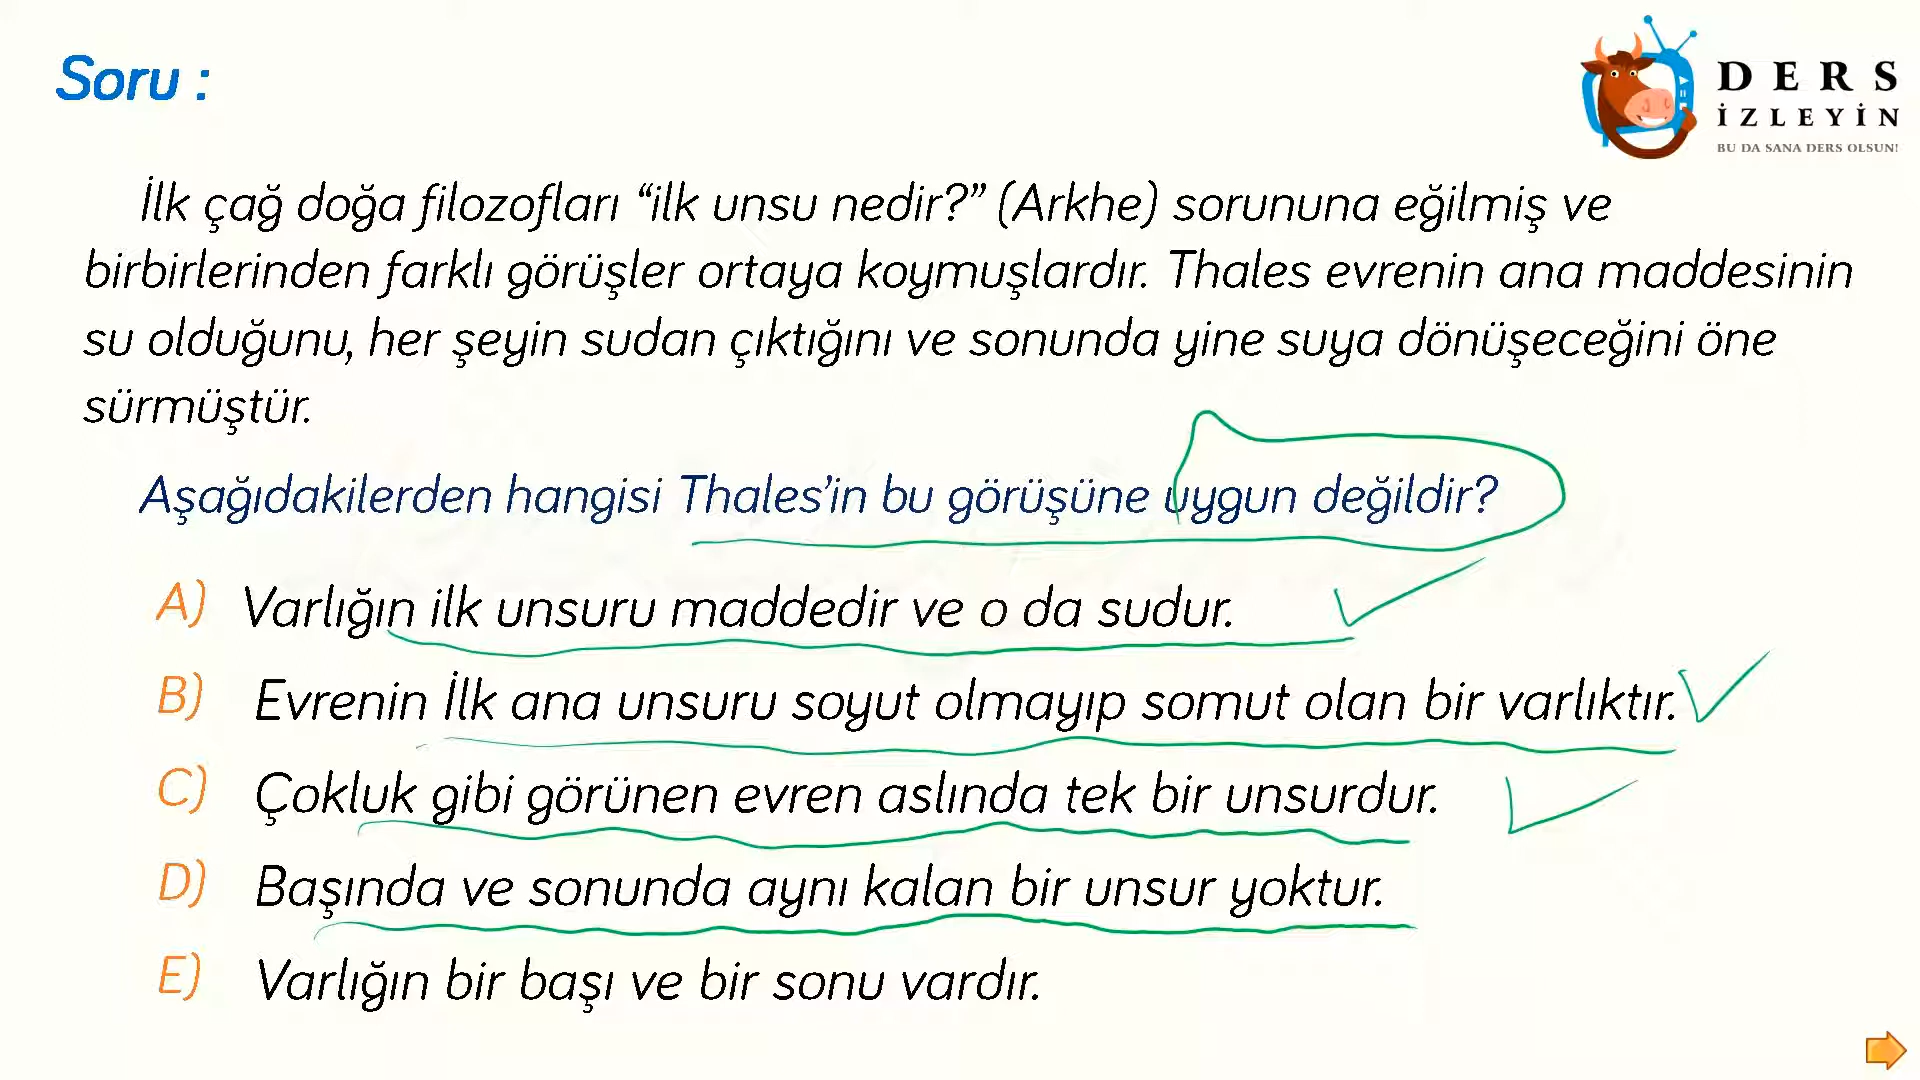 Soru :
DERS
İZLEYİN
BU DA SANA DERS OLSUN!
İlk çağ doğa filozofları “ilk unsu nedir?” (Arkhe) sorununa eğilmiş ve
birbirlerinden farklı görüşler ortaya koymuşlardır. Thales evrenin ana maddesinin
su olduğunu, her şeyin sudan çıktığını ve sonunda yine suya dönüşeceğini öne
sürmüştür.
Aşağıdakilerden hangisi Thales’in bu görüşüne uygun değildir?
A) Varlığın ilk unsuru maddedir ve o da sudur.
B) Evrenin İlk ana unsuru soyut olmayıp somut olan bir varlıktır.
C) Çokluk gibi görünen evren aslında tek bir unsurdur.
D) Başında ve sonunda aynı kalan bir unsur yoktur.
E) Varlığın bir başı ve bir sonu vardır.